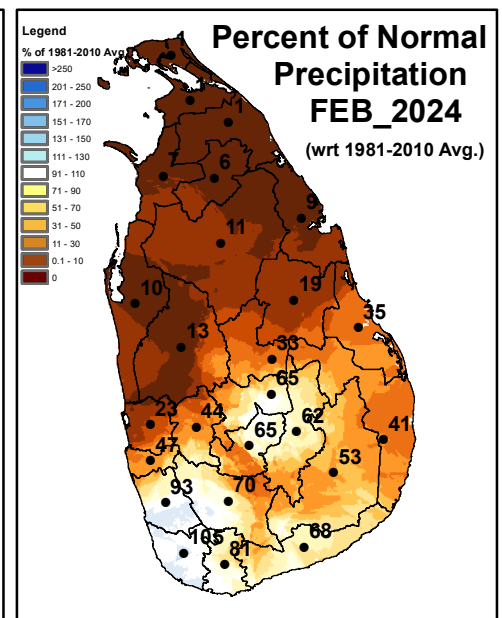 Legend
% of 1981-2010 Avg
>250
201 - 250
171 - 200
151 - 170
131 - 150
111 - 130
91 - 110
71 - 90
51 - 70
31 - 50
11 - 30
0.1 - 10
0
Percent of Normal
Precipitation
FEB_2024
(wrt 1981-2010 Avg.)
1
7
6
9
11
10
19
35
13
33
65
23
44
65
62
41
47
53
93
70
105
81
68